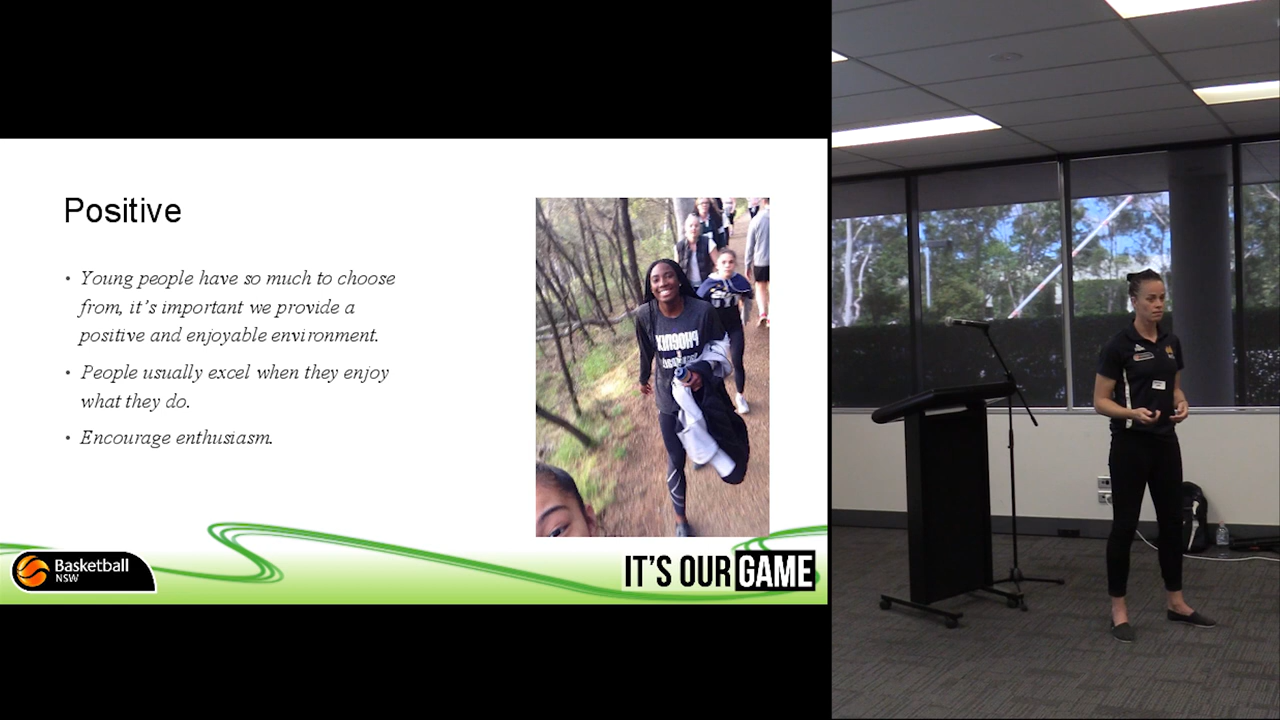 Positive
• Young people have so much to choose
from, it's important we provide a
positive and enjoyable environment.
• People usually excel when they enjoy
what they do.
• Encourage enthusiasm.
Basketball
NSW
IT'S OUR GAME